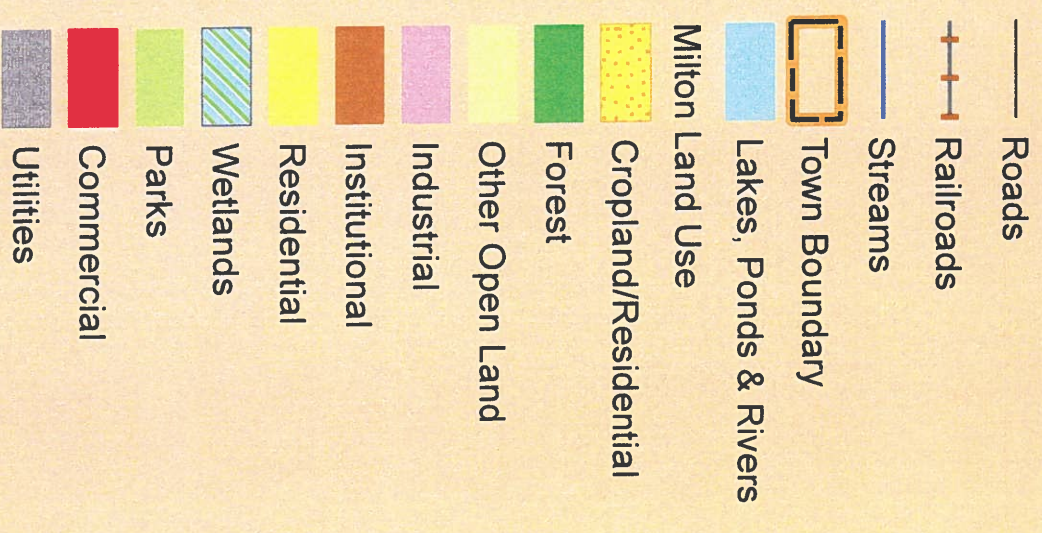 Roads
Railroads
Streams
Town Boundary
Lakes, Ponds & Rivers
Milton Land Use
Cropland/Residential
Forest
Other Open Land
Industrial
Institutional
Residential
Wetlands
Parks
Commercial
Utilities